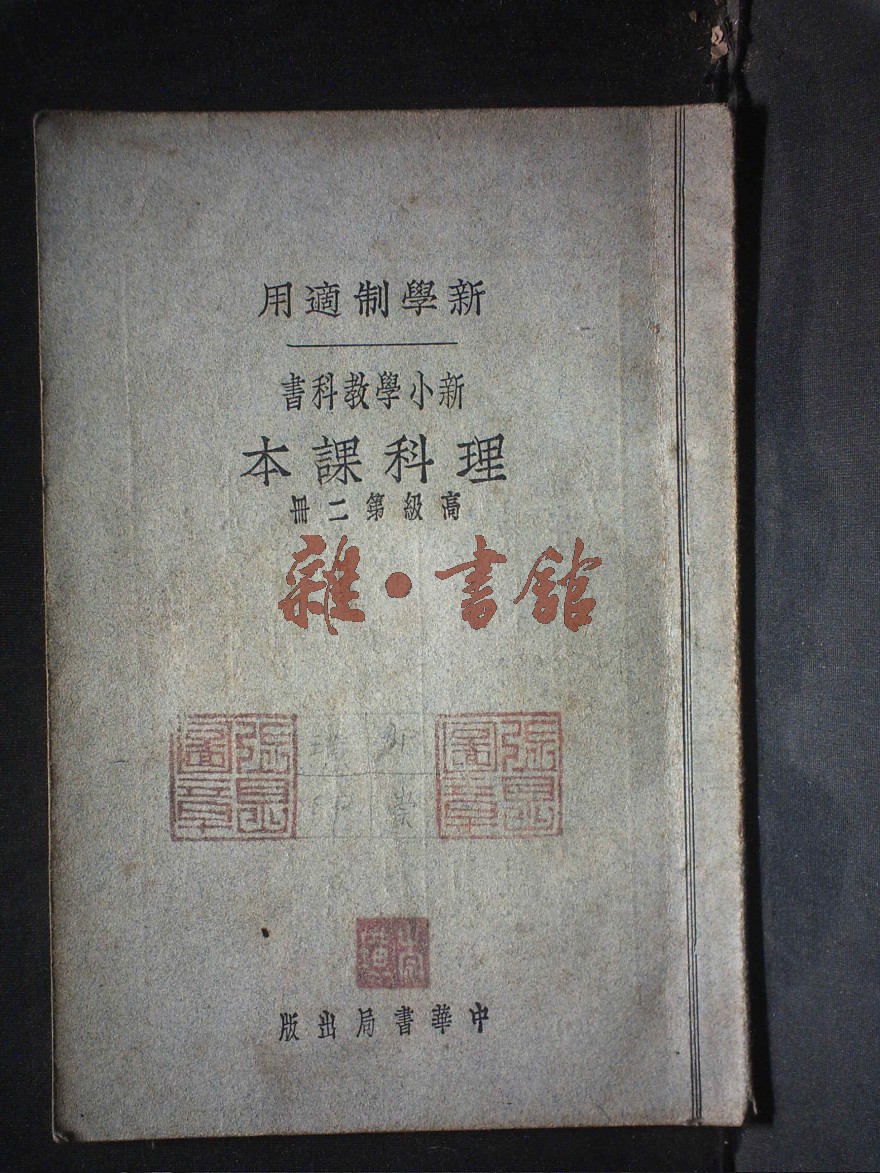 新學制適用
新小學教科書
理科課本
高級第二冊
雜·書館
中華書局出版